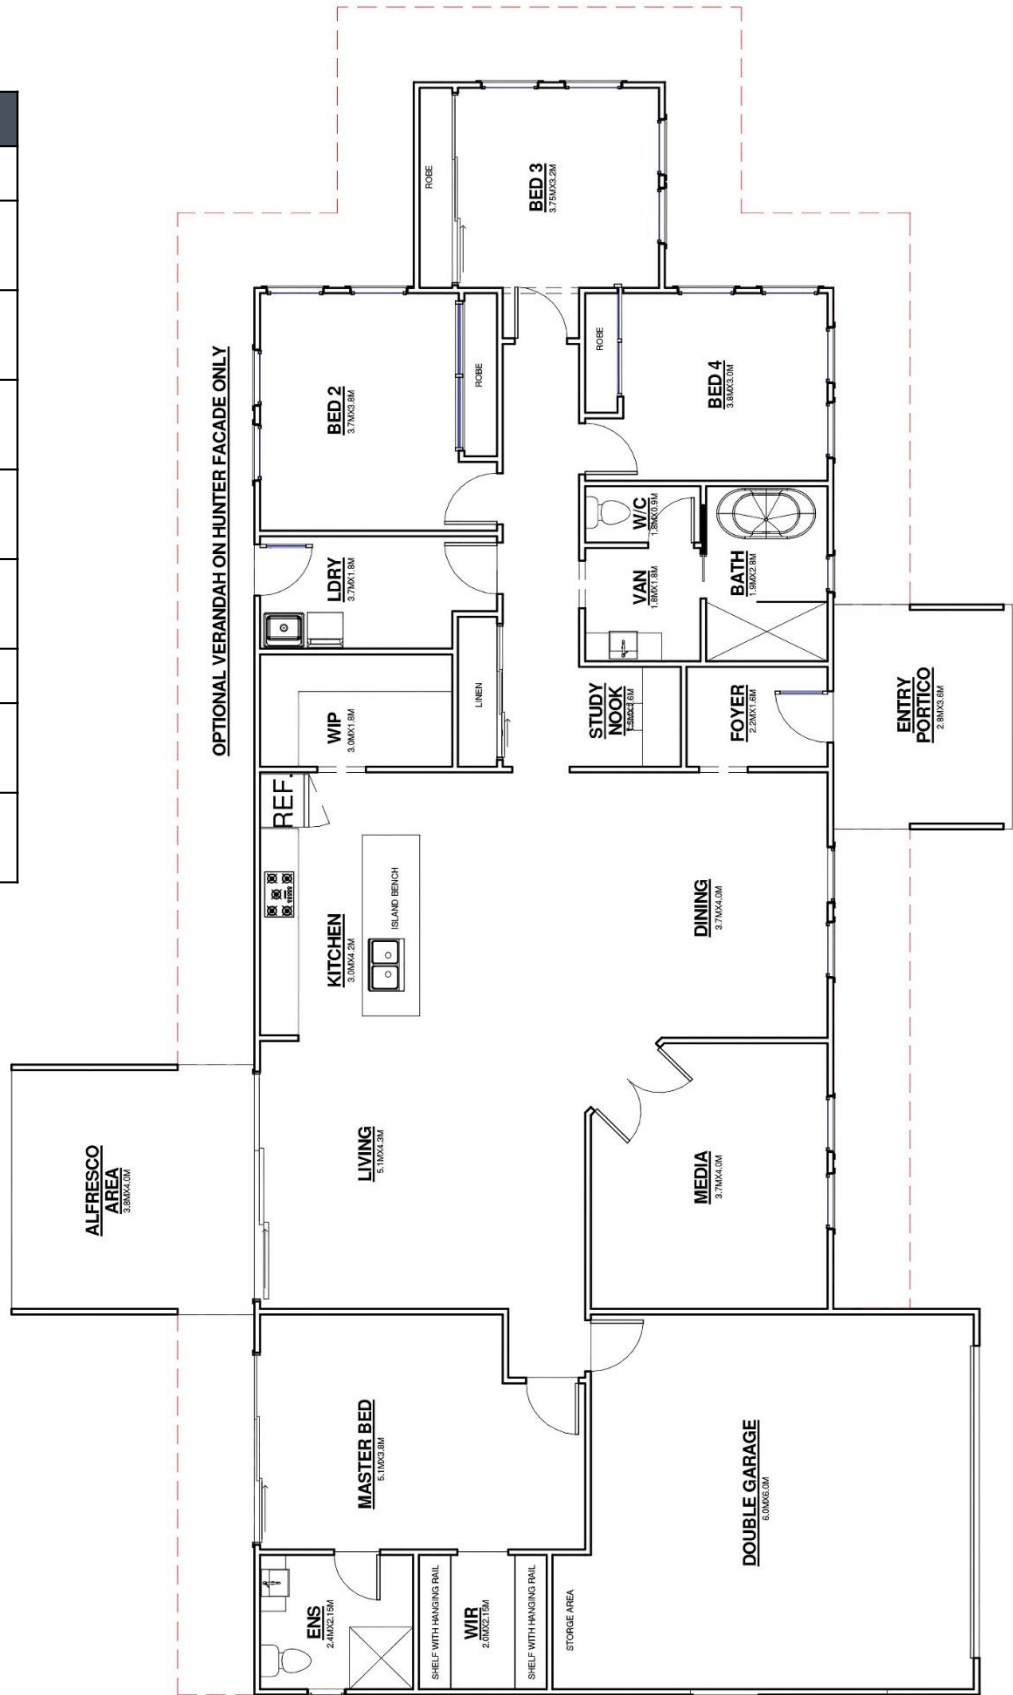 ALFRESCO
AREA
3.8MX4.0M
OPTIONAL VERANDAH ON HUNTER FACADE ONLY
ENS
2.4MX2.15M
MASTER BED
5.1MX3.8M
LIVING
5.1MX4.3M
KITCHEN
3.0MX4.2M
ISLAND BENCH
REF.
WIP
3.0MX1.8M
LDRY
3.7MX1.8M
BED 2
3.7MX3.8M
ROBE
LINEN
ROBE
BED 3
3.75MX3.2M
SHELF WITH HANGING RAIL
WIR
2.0MX2.15M
SHELF WITH HANGING RAIL
STORGE AREA
DOUBLE GARAGE
6.0MX6.0M
MEDIA
3.7MX4.0M
DINING
3.7MX4.0M
STUDY
NOOK
FOYER
2.2MX1.6M
VAN
1.8MX1.8M
W/C
1.8MX0.9M
BATH
1.9MX2.8M
ROBE
BED 4
3.8MX3.0M
ENTRY
PORTICO
2.8MX3.6M